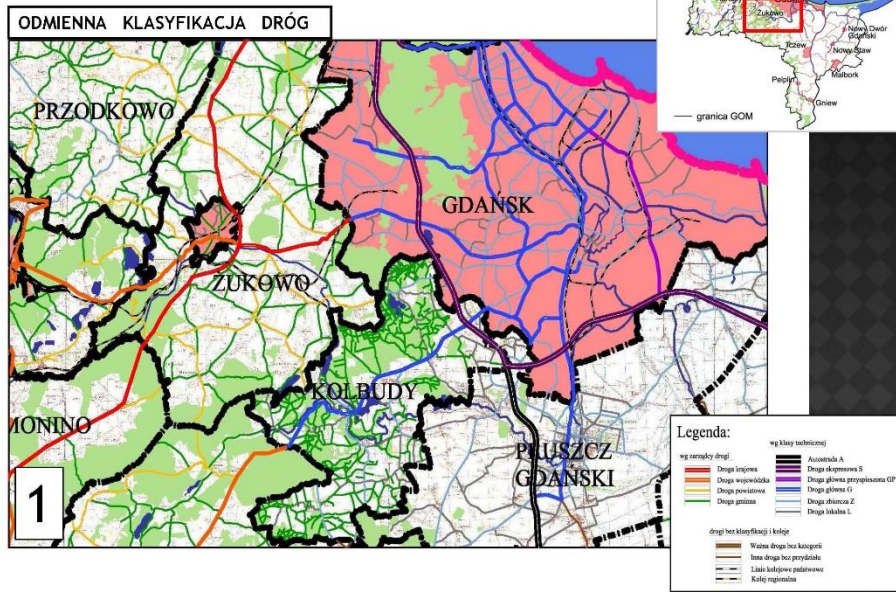 ODMIENNA KLASYFIKACJA DRÓG
Żukowo
Nowy Dwór
Gdański
Tczew
Nowy Staw
Malbork
Pelplin
Gniew
granica GOM
PRZODKOWO
GDAŃSK
ŻUKOWO
KOLBUDY
MONINO
PRUSZCZ
GDAŃSKI
1
Legenda:
wg zarządcy drogi
Droga krajowa
Droga wojewódzka
Droga powiatowa
Droga gminna
wg klasy technicznej
Autostrada A
Droga ekspresowa S
Droga główna przyspieszona GP
Droga główna G
Droga zbiorcza Z
Droga lokalna L
drogi bez klasyfikacji i koleje
Ważna droga bez kategorii
Inna droga bez przydziału
Linie kolejowe państwowe
Kolej regionalna